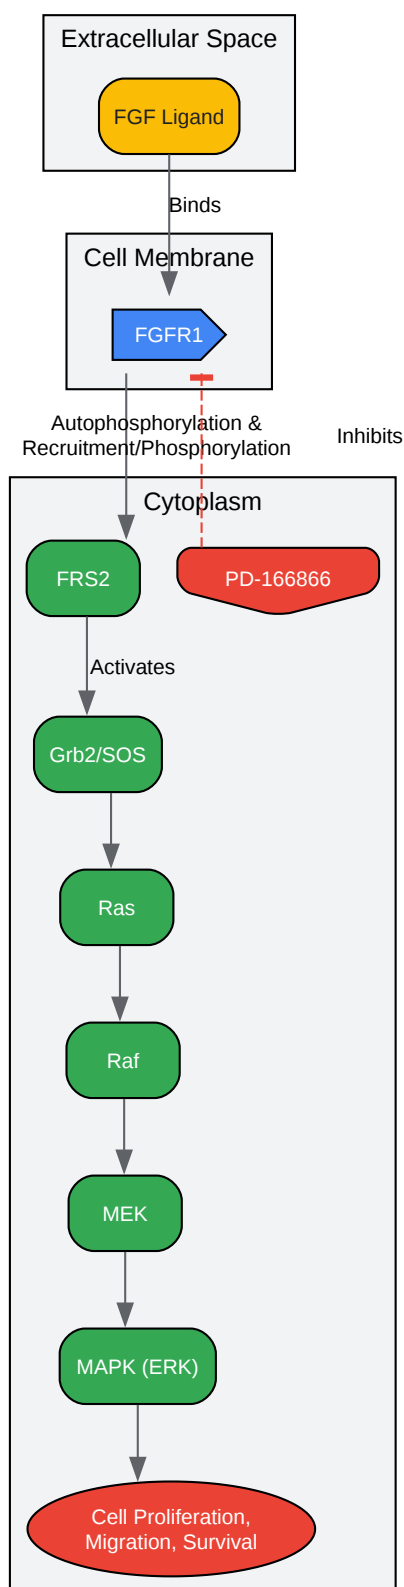 Extracellular Space
FGF Ligand
Binds
Cell Membrane
FGFR1
Autophosphorylation &
Recruitment/Phosphorylation
Inhibits
Cytoplasm
FRS2
PD-166866
Activates
Grb2/SOS
Ras
Raf
MEK
MAPK (ERK)
Cell Proliferation,
Migration, Survival